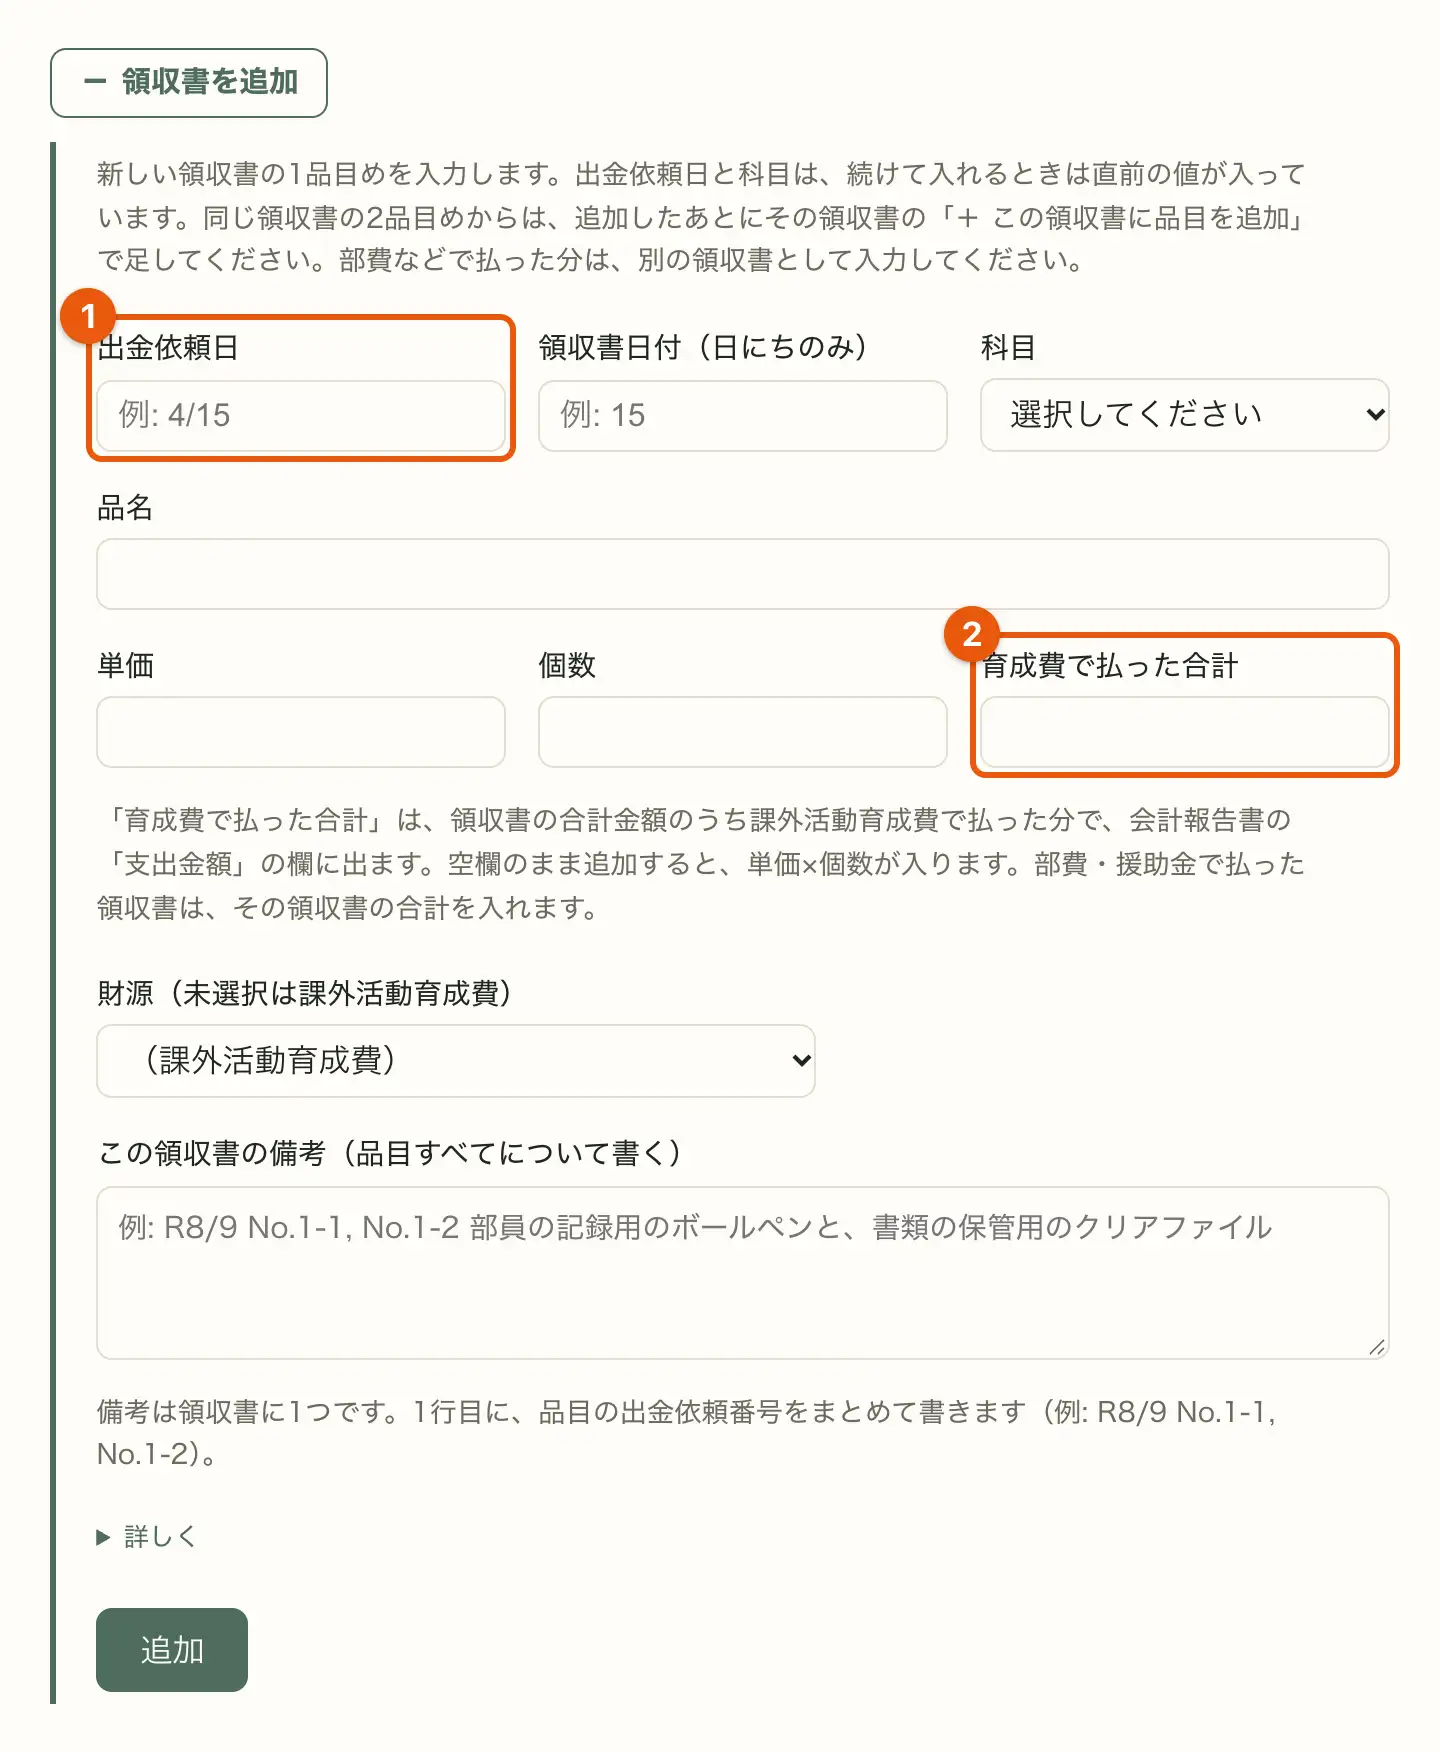 − 領収書を追加
新しい領収書の1品目めを入力します。出金依頼日と科目は、続けて入れるときは直前の値が入って
います。同じ領収書の2品目めからは、追加したあとにその領収書の「＋ この領収書に品目を追加」
で足してください。部費などで払った分は、別の領収書として入力してください。
1
出金依頼日
領収書日付（日にちのみ）
科目
例: 4/15
例: 15
選択してください
品名
2
単価
個数
育成費で払った合計
「育成費で払った合計」は、領収書の合計金額のうち課外活動育成費で払った分で、会計報告書の
「支出金額」の欄に出ます。空欄のまま追加すると、単価×個数が入ります。部費・援助金で払った
領収書は、その領収書の合計を入れます。
財源（未選択は課外活動育成費）
（課外活動育成費）
この領収書の備考（品目すべてについて書く）
例: R8/9 No.1-1, No.1-2 部員の記録用のボールペンと、書類の保管用のクリアファイル
備考は領収書に1つです。1行目に、品目の出金依頼番号をまとめて書きます（例: R8/9 No.1-1,
No.1-2）。
▶ 詳しく
追加